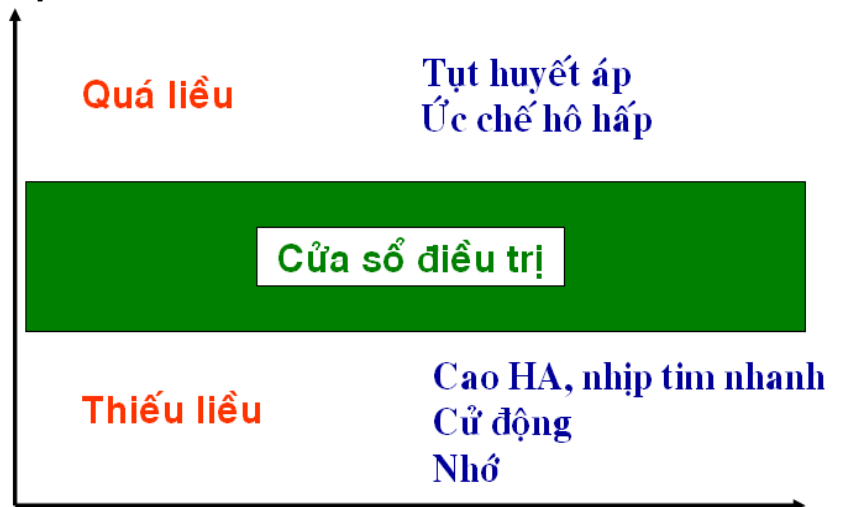 Quá liều
Tụt huyết áp
Ức chế hô hấp
Cửa sổ điều trị
Thiếu liều
Cao HA, nhịp tim nhanh
Cử động
Nhớ